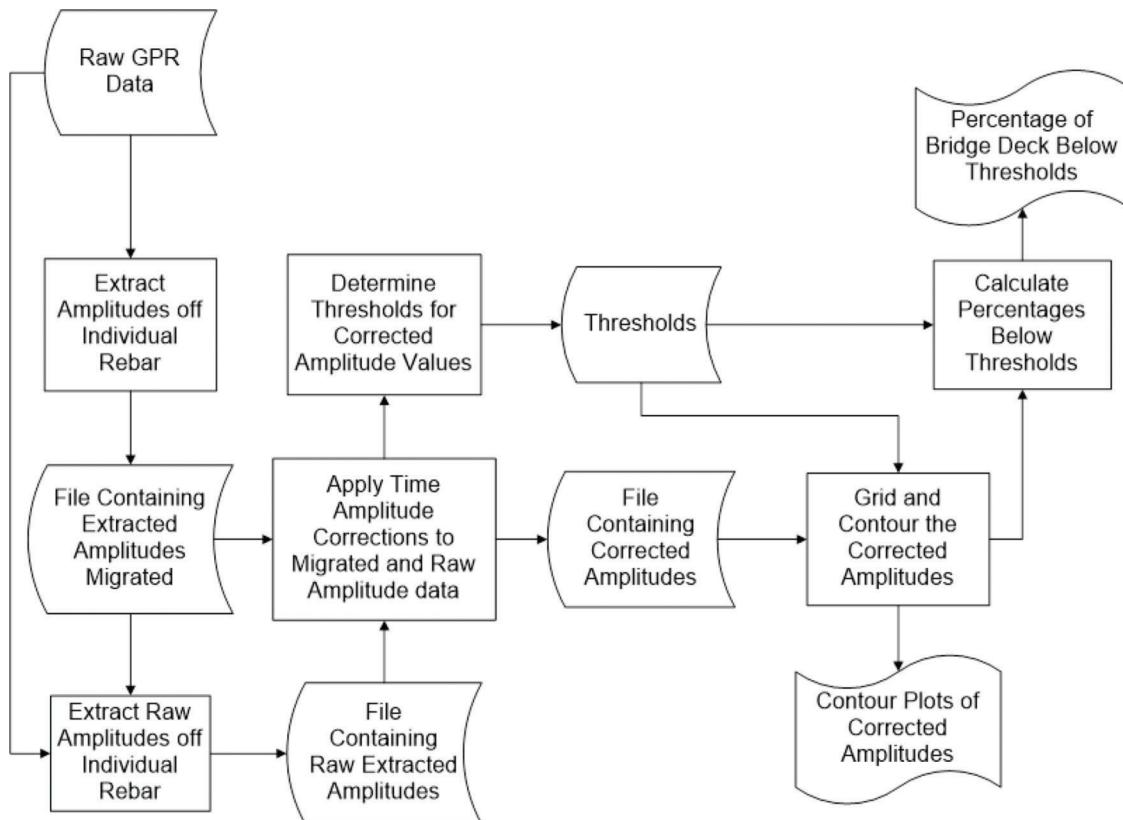 Raw GPR
Data
Percentage of
Bridge Deck Below
Thresholds
Extract
Amplitudes off
Individual
Rebar
Determine
Thresholds for
Corrected
Amplitude Values
Thresholds
Calculate
Percentages
Below
Thresholds
File Containing
Extracted
Amplitudes
Migrated
Apply Time
Amplitude
Corrections to
Migrated and Raw
Amplitude data
File
Containing
Corrected
Amplitudes
Grid and
Contour the
Corrected
Amplitudes
Extract Raw
Amplitudes off
Individual
Rebar
File
Containing
Raw Extracted
Amplitudes
Contour Plots of
Corrected
Amplitudes